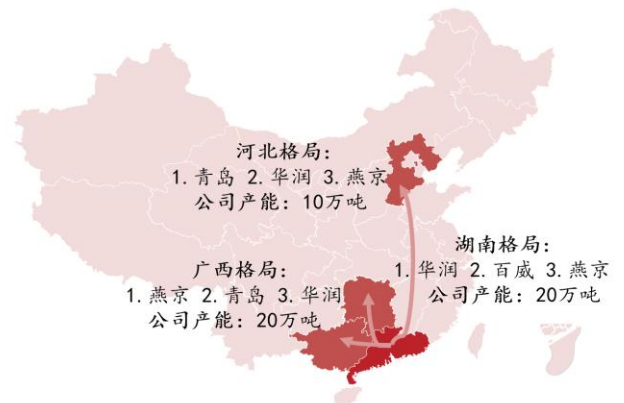 河北格局：
1.青岛 2.华润 3.燕京
公司产能：10万吨
湖南格局：
1.华润 2.百威 3.燕京
公司产能：20万吨
广西格局：
1.燕京 2.青岛 3.华润
公司产能：20万吨